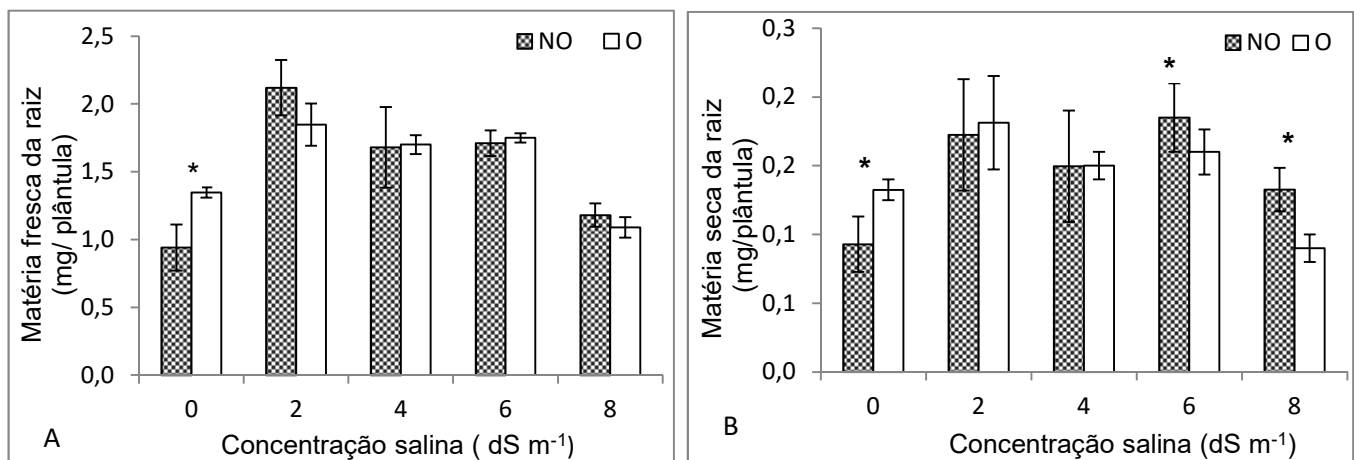 2,5
2,0
1,5
1,0
0,5
0,0
Matéria fresca da raiz
(mg/ plântula)
NO O
*
0 2 4 6 8
A
Concentração salina ( dS m-1)
0,3
0,2
0,2
0,1
0,1
0,0
Matéria seca da raiz
(mg/plântula)
NO O
*
*
*
0 2 4 6 8
B
Concentração salina (dS m-1)